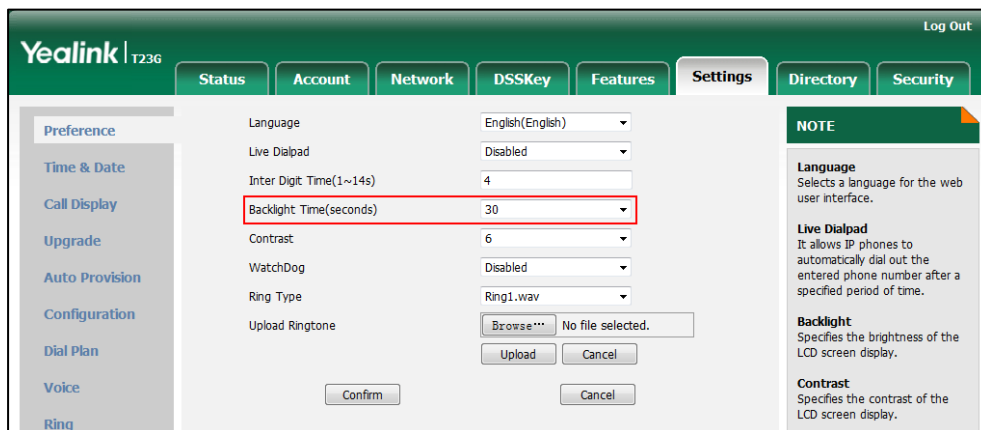 Log Out
Yealink | T23G
Status Account Network DSSKey Features Settings Directory Security
Preference
Time & Date
Call Display
Upgrade
Auto Provision
Configuration
Dial Plan
Voice
Ring
Language English(English)
Live Dialpad Disabled
Inter Digit Time(1~14s) 4
Backlight Time(seconds) 30
Contrast 6
WatchDog Disabled
Ring Type Ring1.wav
Upload Ringtone Browse··· No file selected.
Upload Cancel
Confirm Cancel
NOTE
Language
Selects a language for the web
user interface.
Live Dialpad
It allows IP phones to
automatically dial out the
entered phone number after a
specified period of time.
Backlight
Specifies the brightness of the
LCD screen display.
Contrast
Specifies the contrast of the
LCD screen display.